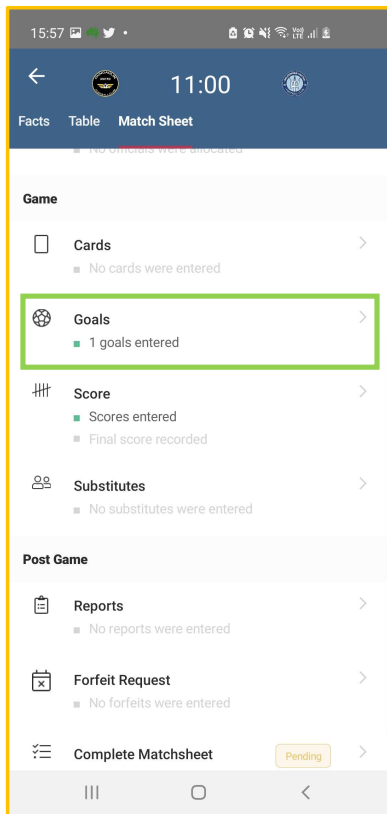 15:57
11:00
Facts Table Match Sheet
No officials were allocated
Game
Cards
No cards were entered
Goals
1 goals entered
Score
Scores entered
Final score recorded
Substitutes
No substitutes were entered
Post Game
Reports
No reports were entered
Forfeit Request
No forfeits were entered
Complete Matchsheet Pending